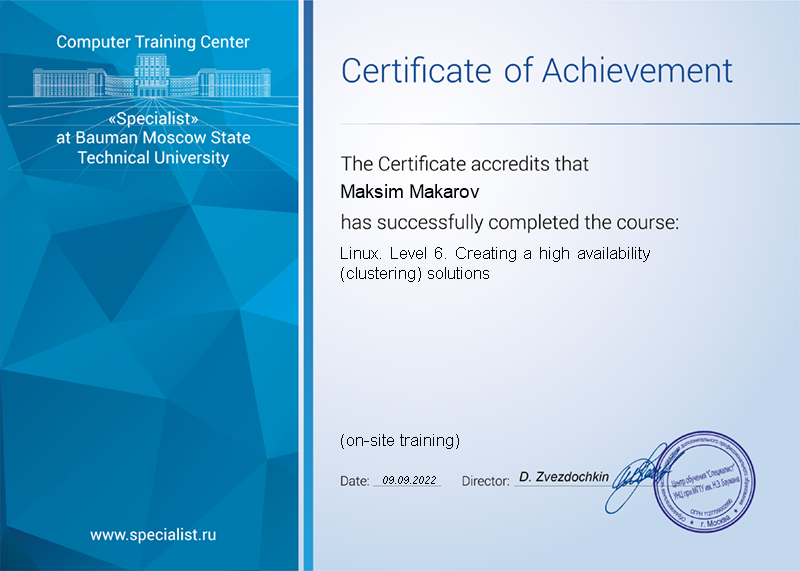 Computer Training Center
«Specialist»
at Bauman Moscow State
Technical University
www.specialist.ru
Certificate of Achievement
The Certificate accredits that
Maksim Makarov
has successfully completed the course:
Linux. Level 6. Creating a high availability
(clustering) solutions
(on-site training)
Date: 09.09.2022 Director: D. Zvezdochkin
Центр обучения "Специалист"
УНЦ при МГТУ им. Н.Э. Баумана
г. Москва